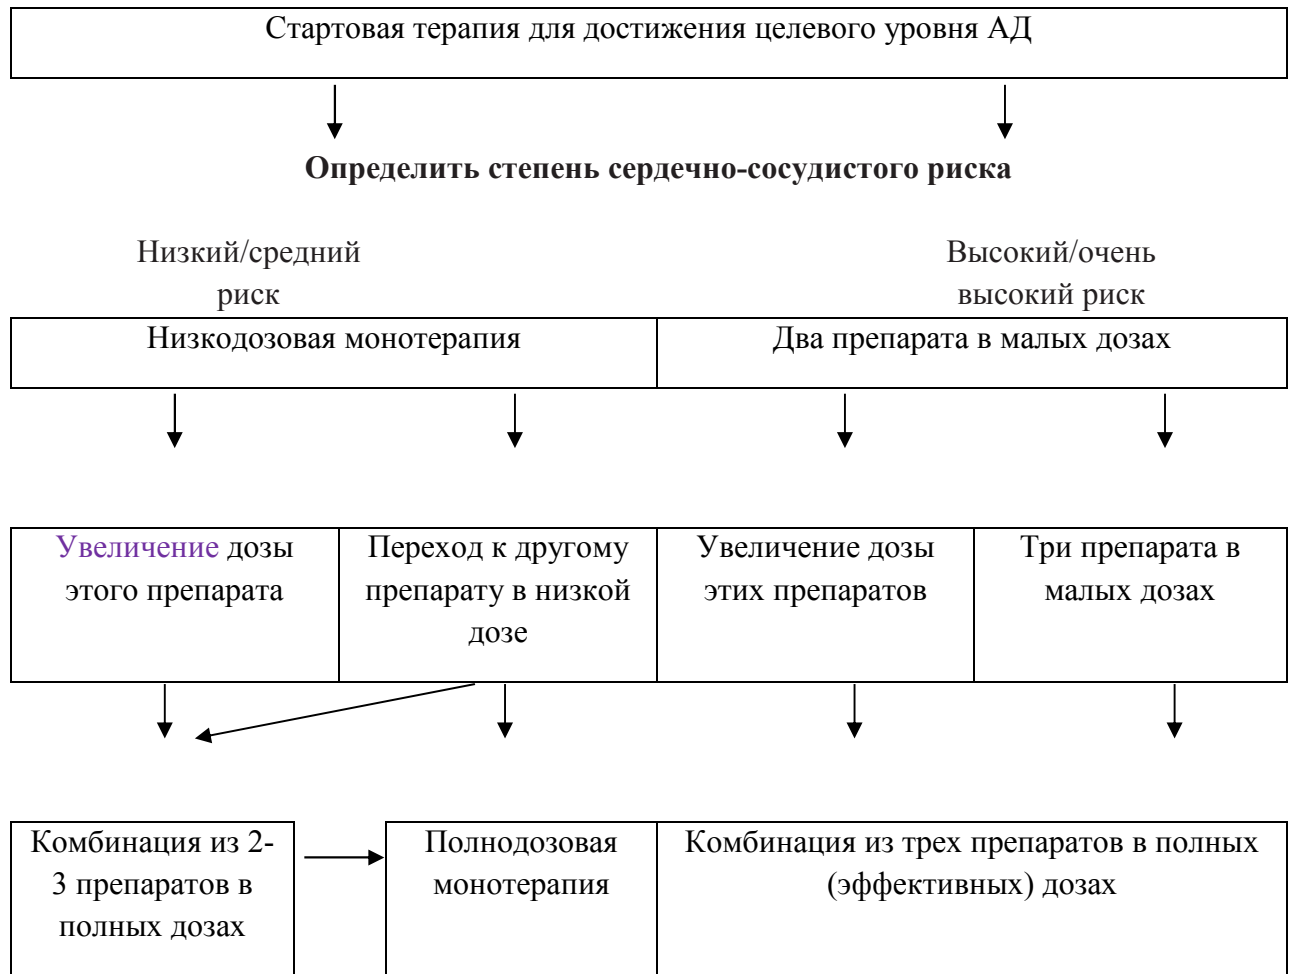 Стартовая терапия для достижения целевого уровня АД
Определить степень сердечно-сосудистого риска
Низкий/средний
риск
Высокий/очень
высокий риск
Низкодозовая монотерапия
Два препарата в малых дозах
Увеличение дозы
этого препарата
Переход к другому
препарату в низкой
дозе
Увеличение дозы
этих препаратов
Три препарата в
малых дозах
Комбинация из 2-
3 препаратов в
полных дозах
Полнодозовая
монотерапия
Комбинация из трех препаратов в полных
(эффективных) дозах